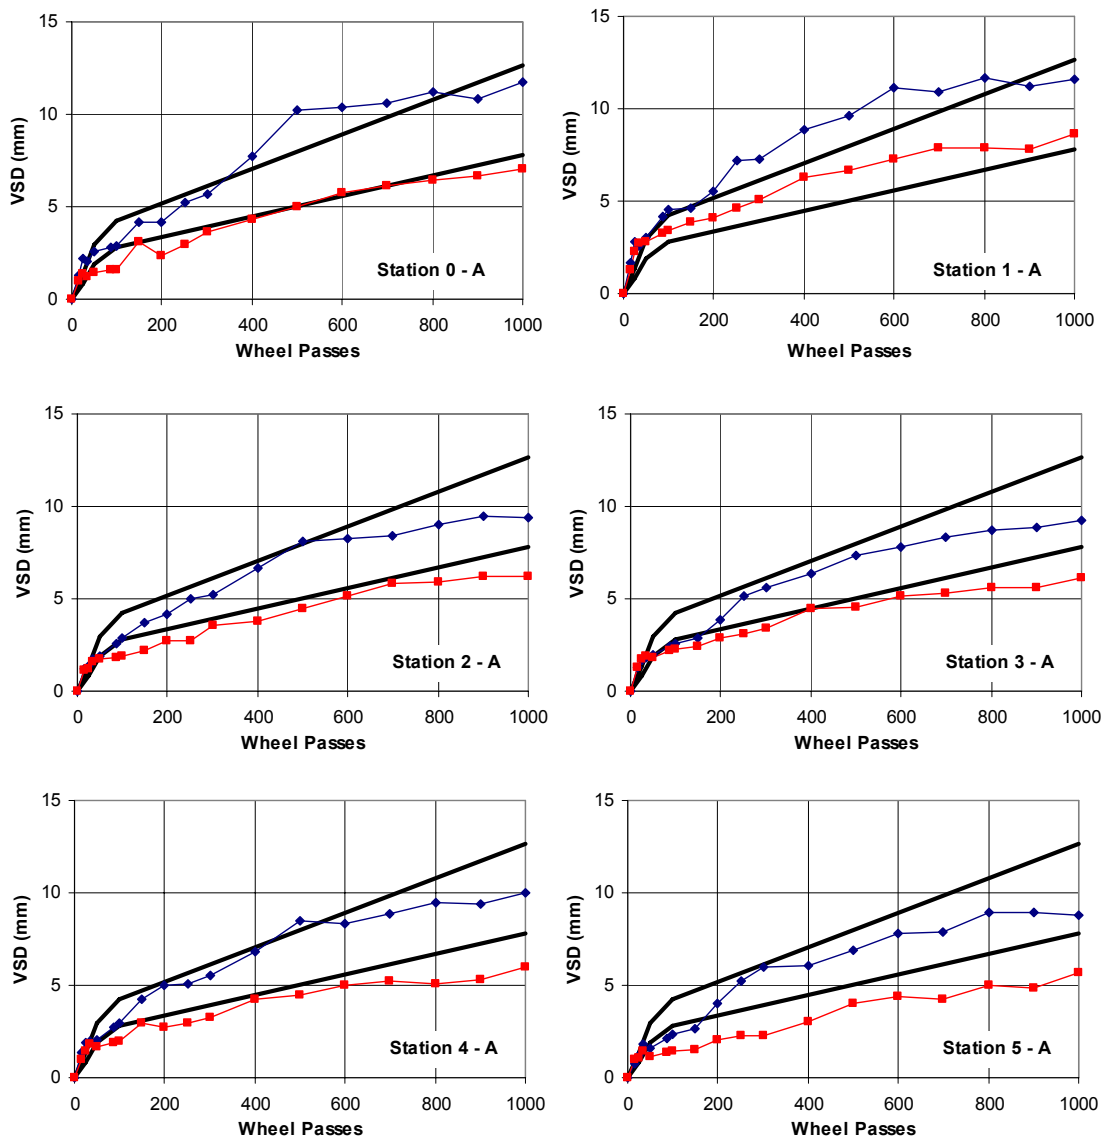 15
10
5
0
VSD (mm)
Station 0 - A
0 200 400 600 800 1000
Wheel Passes
15
10
5
0
VSD (mm)
Station 1 - A
0 200 400 600 800 1000
Wheel Passes
15
10
5
0
VSD (mm)
Station 2 - A
0 200 400 600 800 1000
Wheel Passes
15
10
5
0
VSD (mm)
Station 3 - A
0 200 400 600 800 1000
Wheel Passes
15
10
5
0
VSD (mm)
Station 4 - A
0 200 400 600 800 1000
Wheel Passes
15
10
5
0
VSD (mm)
Station 5 - A
0 200 400 600 800 1000
Wheel Passes